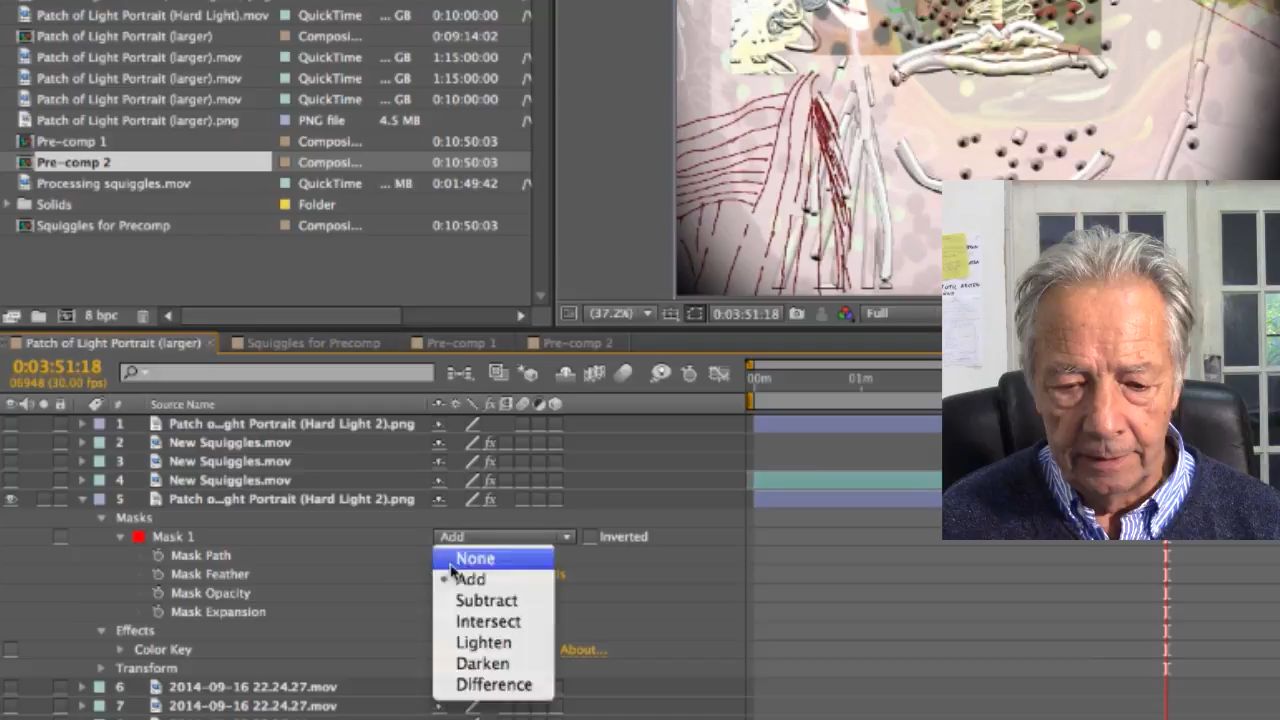 Patch of Light Portrait (Hard Light).mov QuickTime ... GB 0:10:00:00
Patch of Light Portrait (larger) Composi... 0:09:14:02
Patch of Light Portrait (larger).mov QuickTime ... GB 1:15:00:00
Patch of Light Portrait (larger).mov QuickTime ... GB 1:15:00:00
Patch of Light Portrait (larger).mov QuickTime ... GB 0:10:00:00
Patch of Light Portrait (larger).png PNG file 4.5 MB
Pre-comp 1 Composi... 0:10:50:03
Pre-comp 2 Composi... 0:10:50:03
Processing squiggles.mov QuickTime ... MB 0:01:49:42
Solids Folder
Squiggles for Precomp Composi... 0:10:50:03
8 bpc (37.2%) 0:03:51:18 Full
Patch of Light Portrait (larger) Squiggles for Precomp Pre-comp 1 Pre-comp 2
0:03:51:18
06948 (30.00 fps) 00m 01m
# Source Name fx
1 Patch o...ght Portrait (Hard Light 2).png
2 New Squiggles.mov fx
3 New Squiggles.mov fx
4 New Squiggles.mov fx
5 Patch o...ght Portrait (Hard Light 2).png fx
Masks
Mask 1 Add Inverted
Mask Path
None
Mask Feather
Add
Mask Opacity
Subtract
Mask Expansion
Intersect
Effects
Lighten
Color Key About...
Darken
Transform
Difference
6 2014-09-16 22.24.27.mov
7 2014-09-16 22.24.27.mov